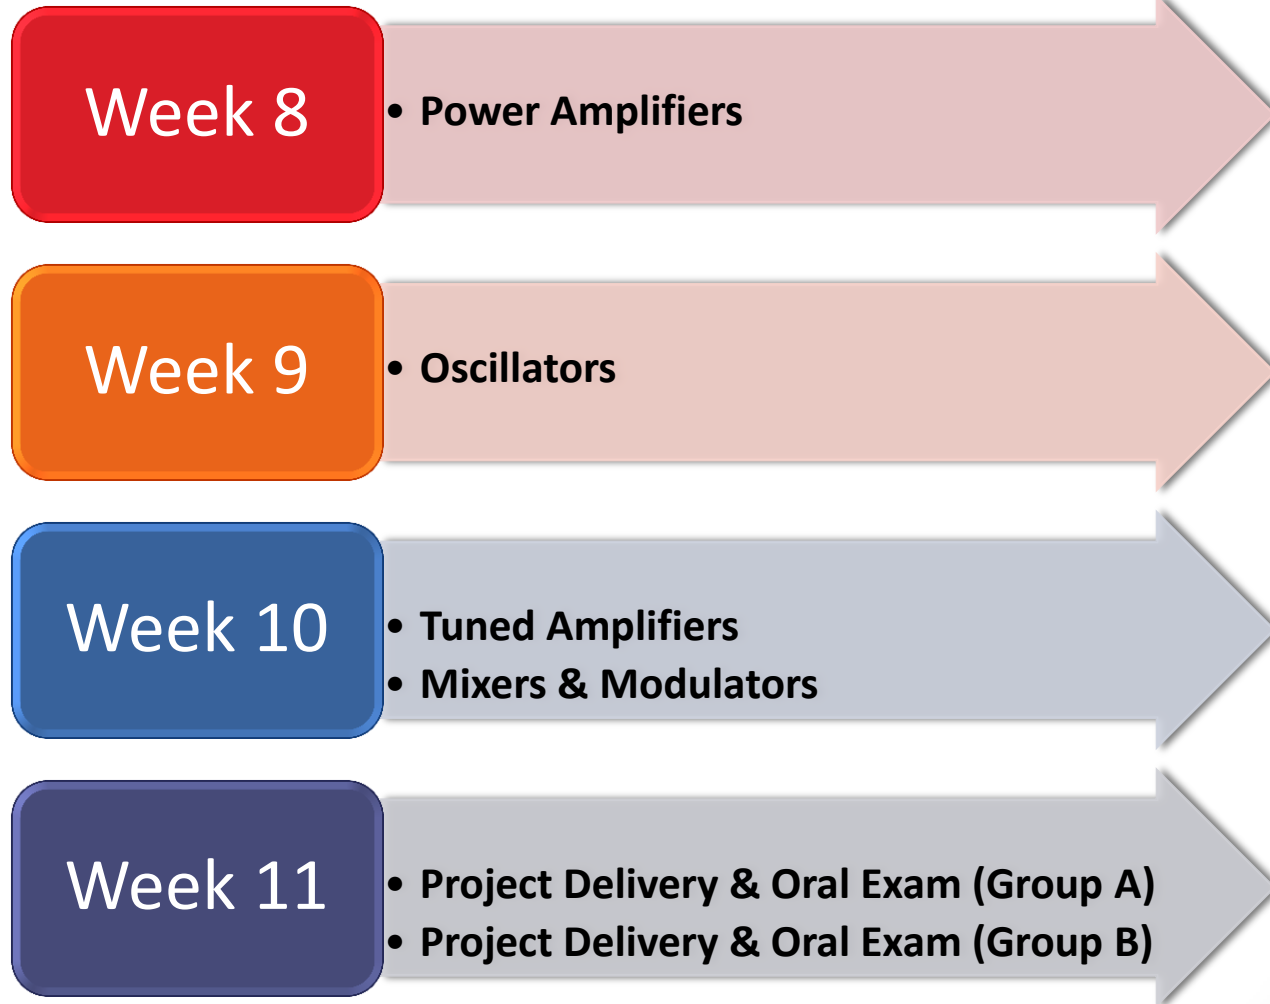 Week 8
• Power Amplifiers
Week 9
• Oscillators
Week 10
• Tuned Amplifiers
• Mixers & Modulators
Week 11
• Project Delivery & Oral Exam (Group A)
• Project Delivery & Oral Exam (Group B)